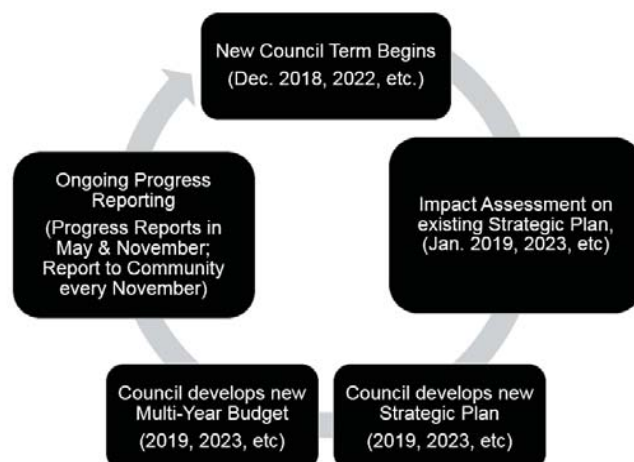 New Council Term Begins
(Dec. 2018, 2022, etc.)
Impact Assessment on
existing Strategic Plan,
(Jan. 2019, 2023, etc)
Council develops new
Strategic Plan
(2019, 2023, etc)
Council develops new
Multi-Year Budget
(2019, 2023, etc)
Ongoing Progress
Reporting
(Progress Reports in
May & November;
Report to Community
every November)